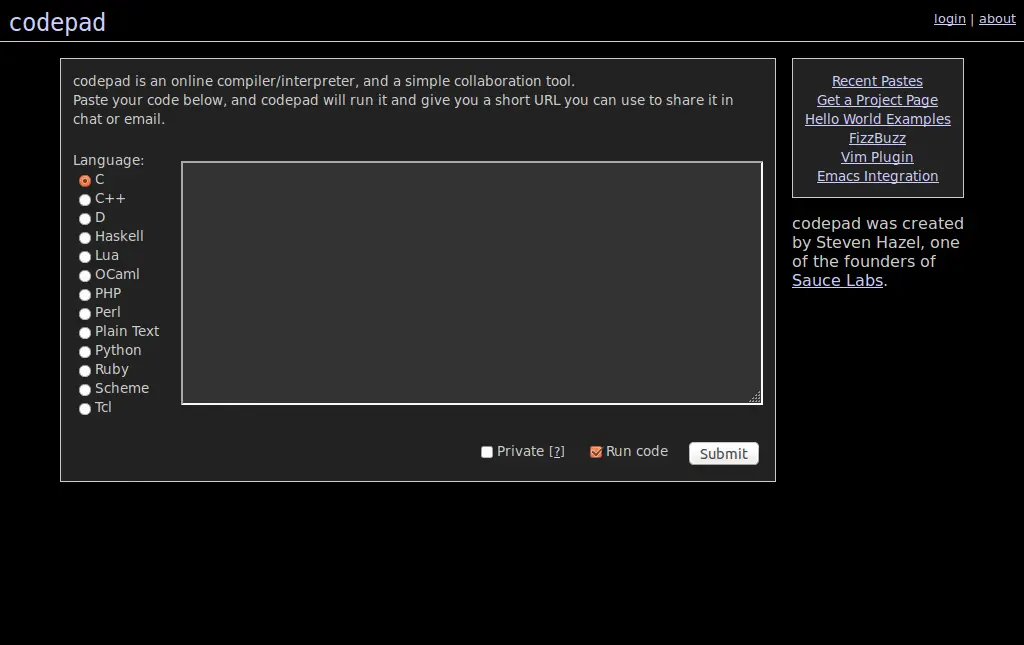 codepad
login | about
codepad is an online compiler/interpreter, and a simple collaboration tool.
Paste your code below, and codepad will run it and give you a short URL you can use to share it in
chat or email.
Language:
C
C++
D
Haskell
Lua
OCaml
PHP
Perl
Plain Text
Python
Ruby
Scheme
Tcl
Private [?]
Run code
Submit
Recent Pastes
Get a Project Page
Hello World Examples
FizzBuzz
Vim Plugin
Emacs Integration
codepad was created
by Steven Hazel, one
of the founders of
Sauce Labs.